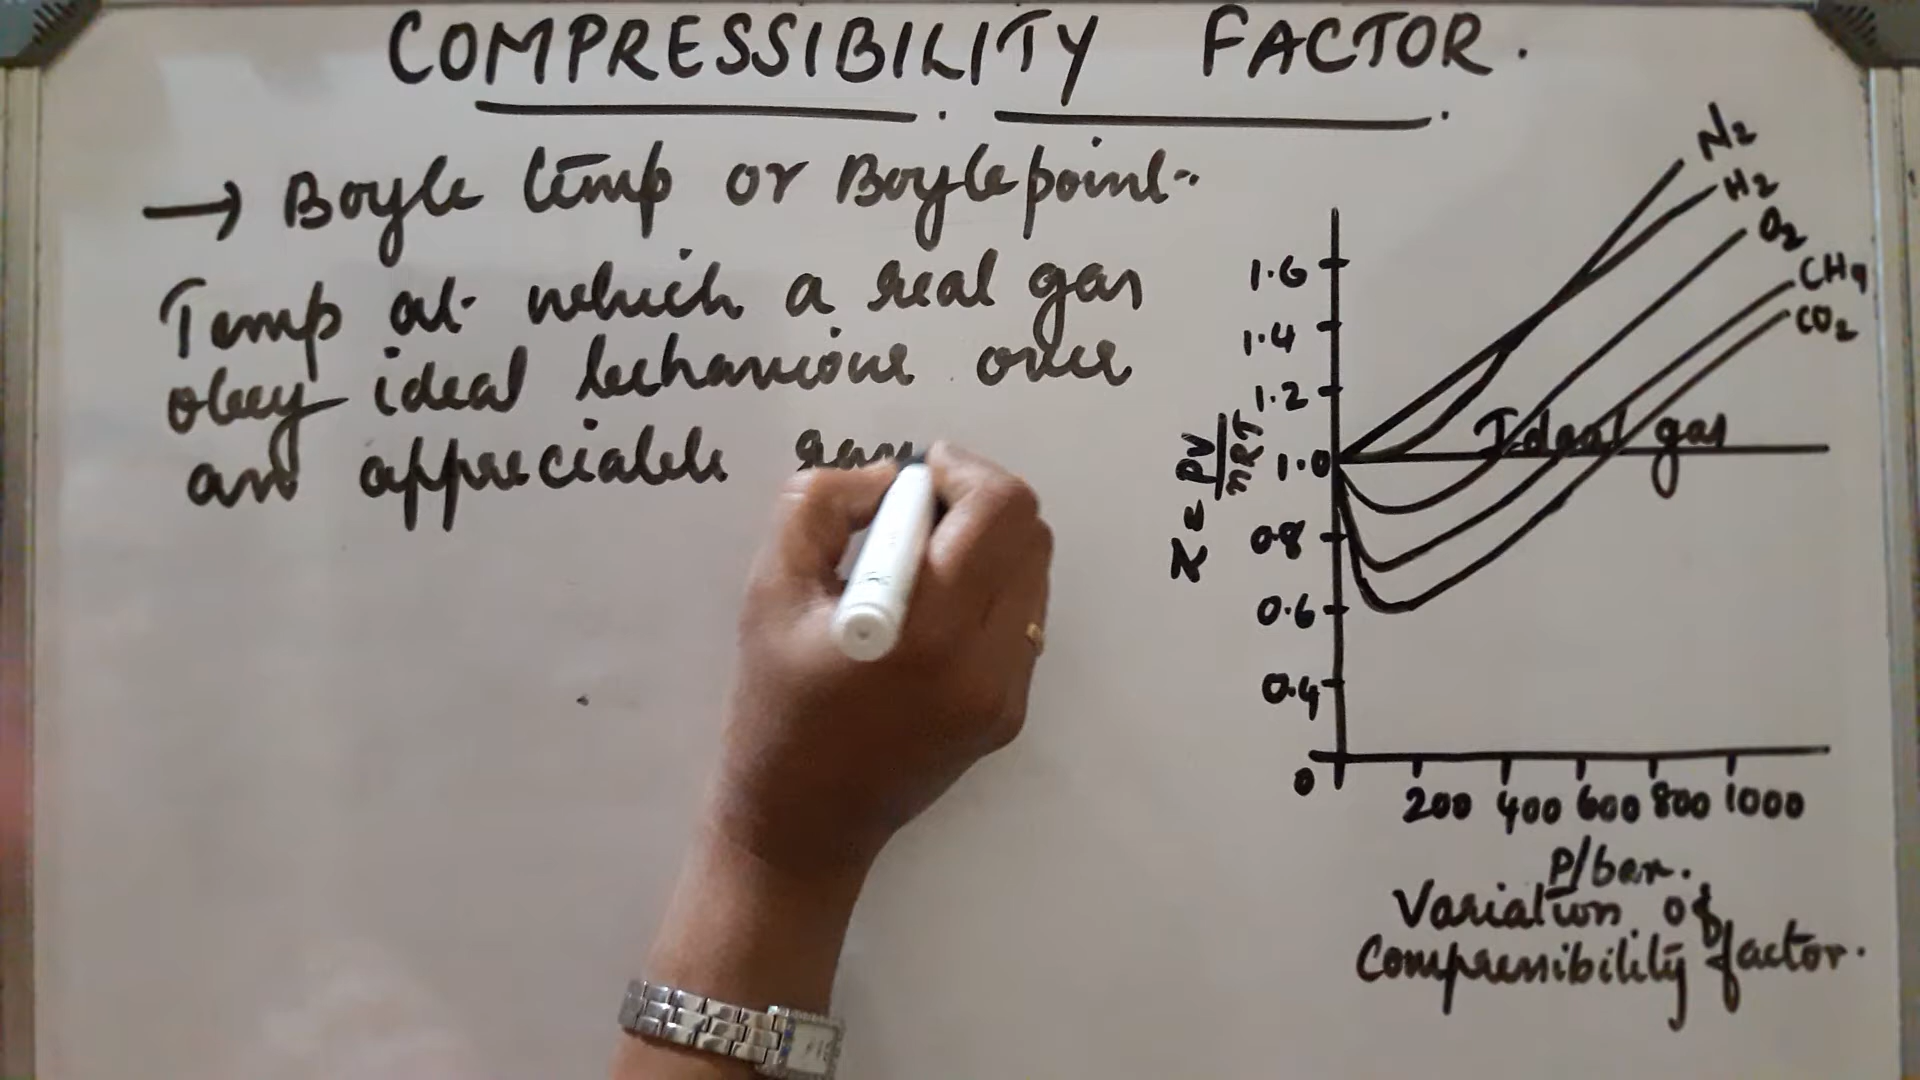 COMPRESSIBILITY FACTOR.
→ Boyle temp or Boyle point
Temp at which a real gas
obey ideal behaviour over
an appreciable
N2
H2
O2
CH4
CO2
1.6
1.4
1.2
1.0
0.8
0.6
0.4
0
Z = PV/nRT
Ideal gas
200 400 600 800 1000
P/bar.
Variation of
Compressibility factor.